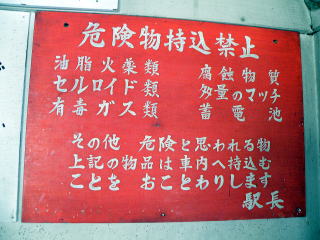 危険物持込禁止
油脂火薬類 腐蝕物質
セルロイド類 多量のマッチ
有毒ガス類 蓄電池
その他 危険と思われる物
上記の物品は車内へ持込む
ことを おことわりします
駅長